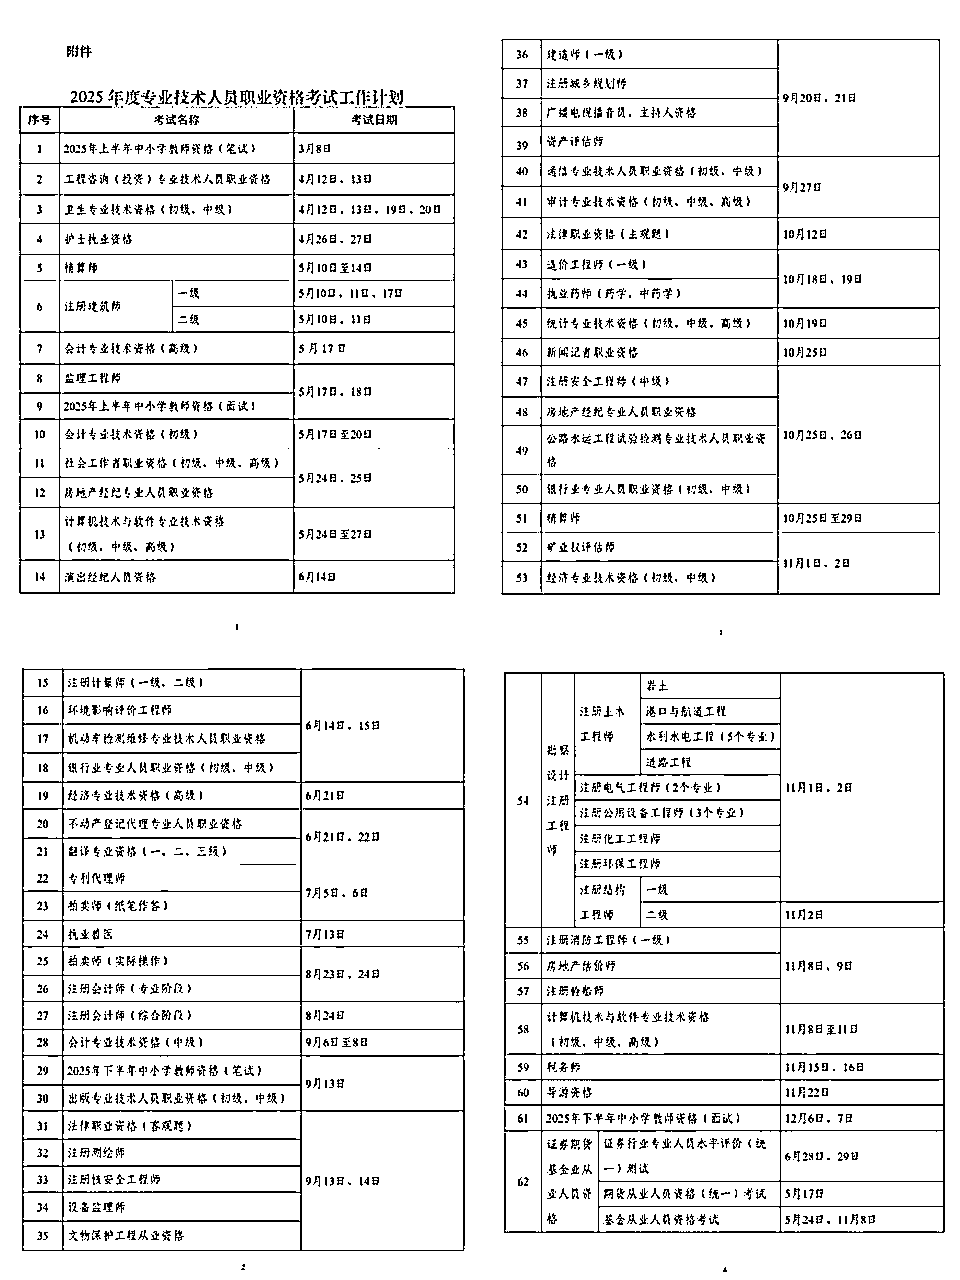 附件
2025年度专业技术人员职业资格考试工作计划
序号 考试名称 考试日期
1 2025年上半年中小学教师资格（笔试） 3月8日
2 工程咨询（投资）专业技术人员职业资格 4月12日、13日
3 卫生专业技术资格（初级、中级） 4月12日、13日、19日、20日
4 护士执业资格 4月26日、27日
5 精算师 5月10日至14日
6 注册建筑师 一级 5月10日、11日、17日
二级 5月10日、11日
7 会计专业技术资格（高级） 5月17日
8 监理工程师 5月17日、18日
9 2025年上半年中小学教师资格（面试）
10 会计专业技术资格（初级） 5月17日至20日
11 社会工作者职业资格（初级、中级、高级） 5月24日、25日
12 房地产经纪专业人员职业资格
13 计算机技术与软件专业技术资格
（初级、中级、高级） 5月24日至27日
14 演出经纪人员资格 6月14日
1
15 注册计量师（一级、二级） 6月14日、15日
16 环境影响评价工程师
17 机动车检测维修专业技术人员职业资格
18 银行业专业人员职业资格（初级、中级）
19 经济专业技术资格（高级） 6月21日
20 不动产登记代理专业人员职业资格 6月21日、22日
21 翻译专业资格（一、二、三级）
22 专利代理师 7月5日、6日
23 拍卖师（纸笔作答）
24 执业兽医 7月13日
25 拍卖师（实际操作） 8月23日、24日
26 注册会计师（专业阶段）
27 注册会计师（综合阶段） 8月24日
28 会计专业技术资格（中级） 9月6日至8日
29 2025年下半年中小学教师资格（笔试） 9月13日
30 出版专业技术人员职业资格（初级、中级）
31 法律职业资格（客观题） 9月13日、14日
32 注册测绘师
33 注册核安全工程师
34 设备监理师
35 文物保护工程从业资格
2
36 建造师（一级） 9月20日、21日
37 注册城乡规划师
38 广播电视播音员、主持人资格
39 资产评估师
40 通信专业技术人员职业资格（初级、中级） 9月27日
41 审计专业技术资格（初级、中级、高级）
42 法律职业资格（主观题） 10月12日
43 造价工程师（一级） 10月18日、19日
44 执业药师（药学、中药学）
45 统计专业技术资格（初级、中级、高级） 10月19日
46 新闻记者职业资格 10月25日
47 注册安全工程师（中级） 10月25日、26日
48 房地产经纪专业人员职业资格
49 公路水运工程试验检测专业技术人员职业资
格
50 银行业专业人员职业资格（初级、中级）
51 精算师 10月25日至29日
52 矿业权评估师 11月1日、2日
53 经济专业技术资格（初级、中级）
54 勘察设计注册工程师 注册土木工程师 岩土 11月1日、2日
港口与航道工程
水利水电工程（5个专业）
道路工程
注册电气工程师（2个专业）
注册公用设备工程师（3个专业）
注册化工工程师
注册环保工程师
注册结构工程师 一级
二级 11月2日
55 注册消防工程师（一级） 11月8日、9日
56 房地产估价师
57 注册验船师
58 计算机技术与软件专业技术资格
（初级、中级、高级） 11月8日至11日
59 税务师 11月15日、16日
60 导游资格 11月22日
61 2025年下半年中小学教师资格（面试） 12月6日、7日
62 证券期货基金业从业人员资格 证券行业专业人员水平评价（统
一）测试 6月28日、29日
期货从业人员资格（统一）考试 5月17日
基金从业人员资格考试 5月24日、11月8日
4